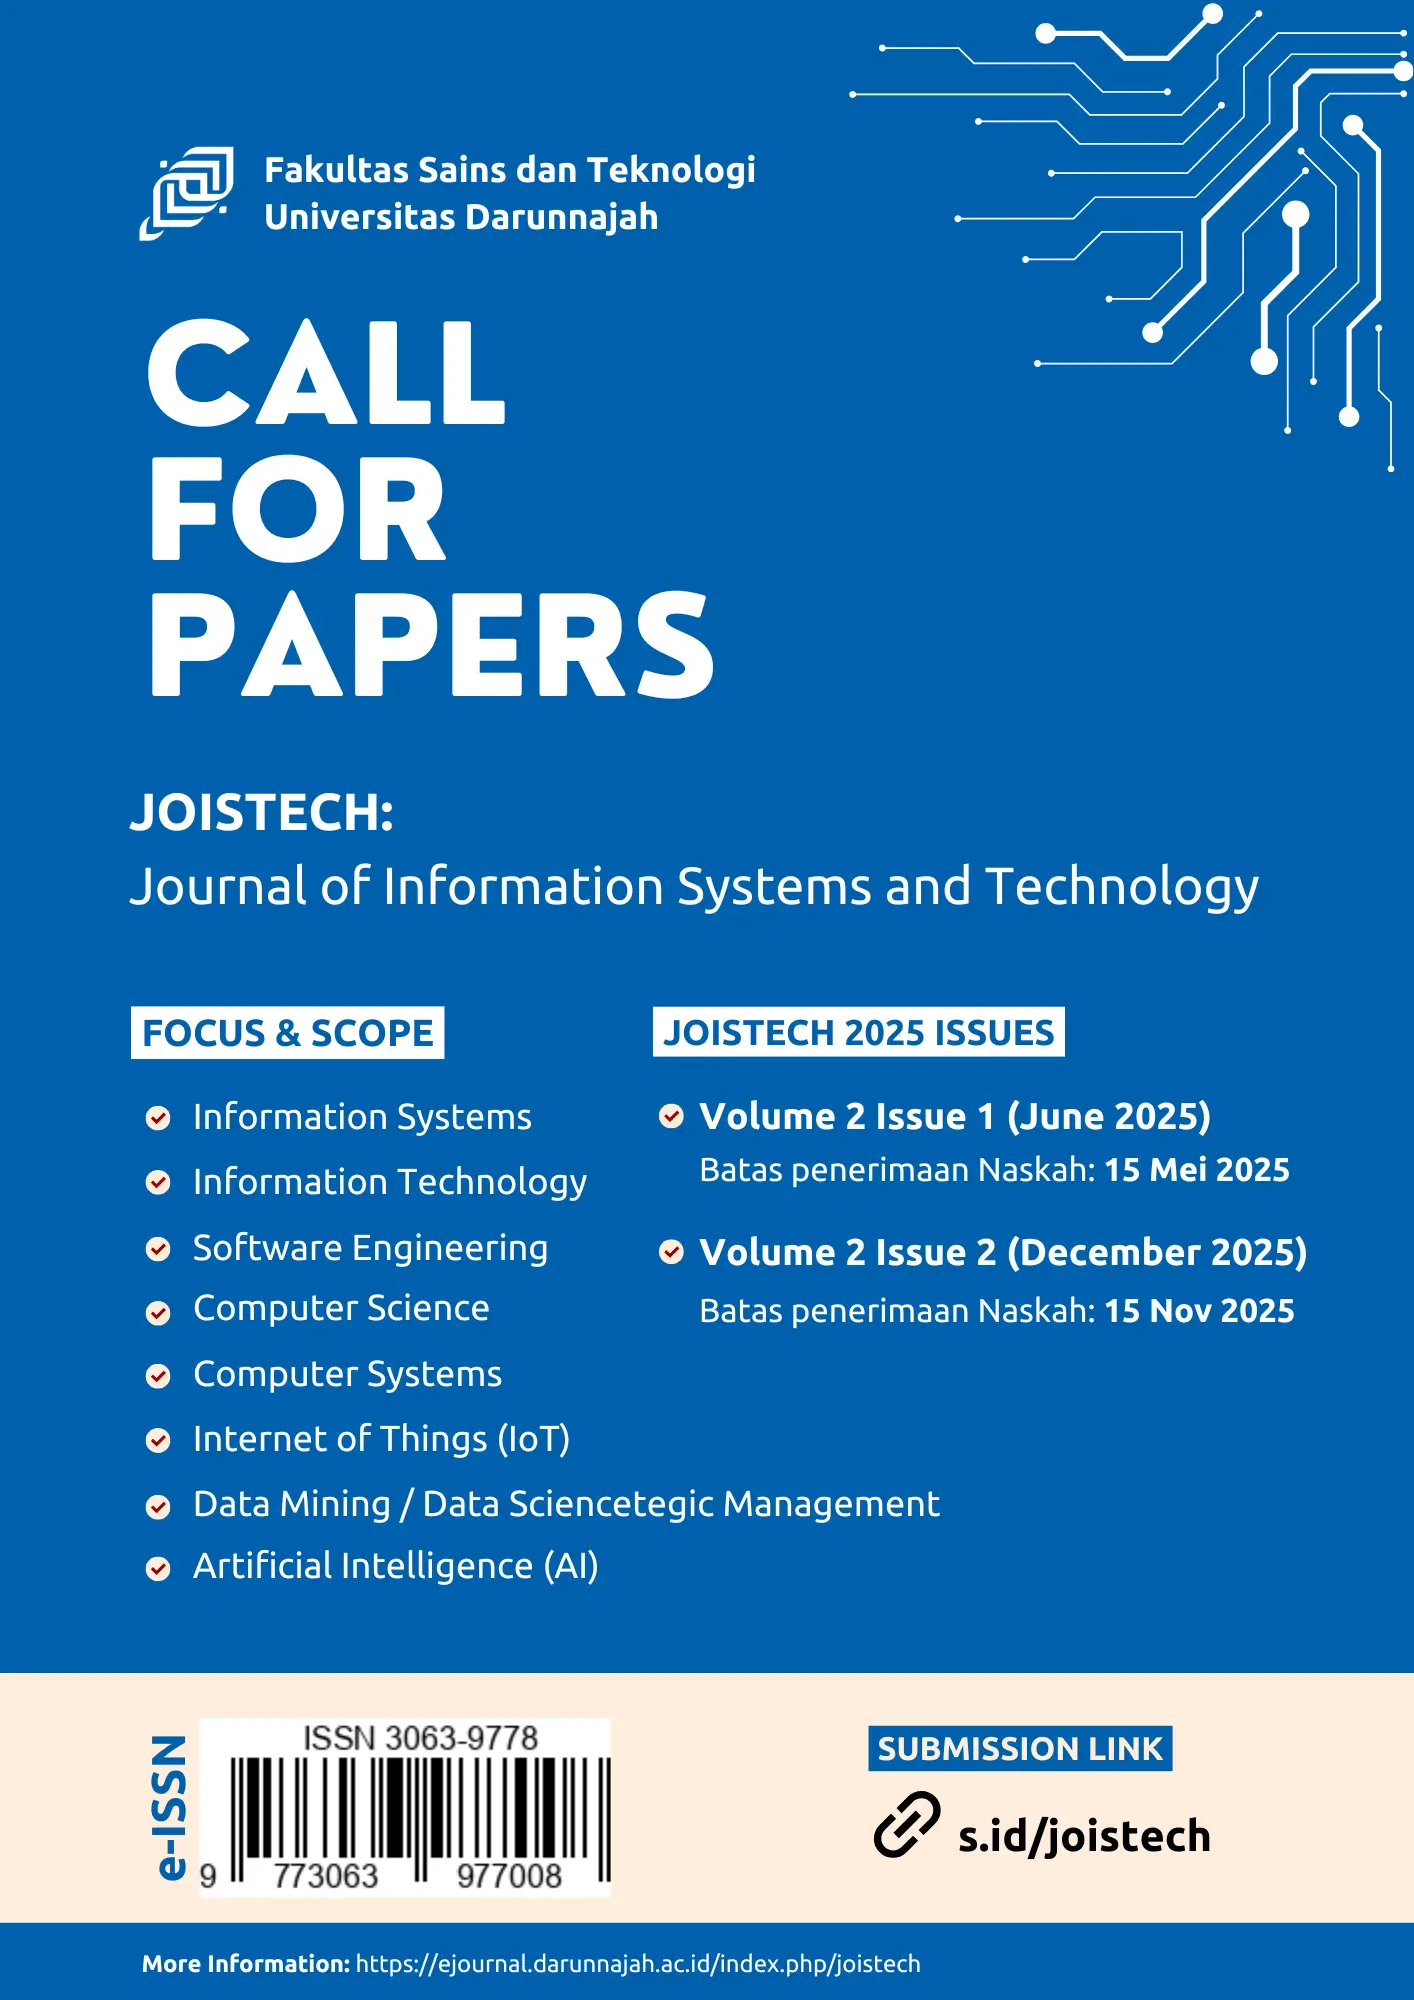 Fakultas Sains dan Teknologi
Universitas Darunnajah
CALL
FOR
PAPERS
JOISTECH:
Journal of Information Systems and Technology
FOCUS & SCOPE
Information Systems
Information Technology
Software Engineering
Computer Science
Computer Systems
Internet of Things (IoT)
Data Mining / Data Sciencetegic Management
Artificial Intelligence (AI)
JOISTECH 2025 ISSUES
Volume 2 Issue 1 (June 2025)
Batas penerimaan Naskah: 15 Mei 2025
Volume 2 Issue 2 (December 2025)
Batas penerimaan Naskah: 15 Nov 2025
e-ISSN
ISSN 3063-9778
9 773063 977008
SUBMISSION LINK
s.id/joistech
More Information: https://ejournal.darunnajah.ac.id/index.php/joistech